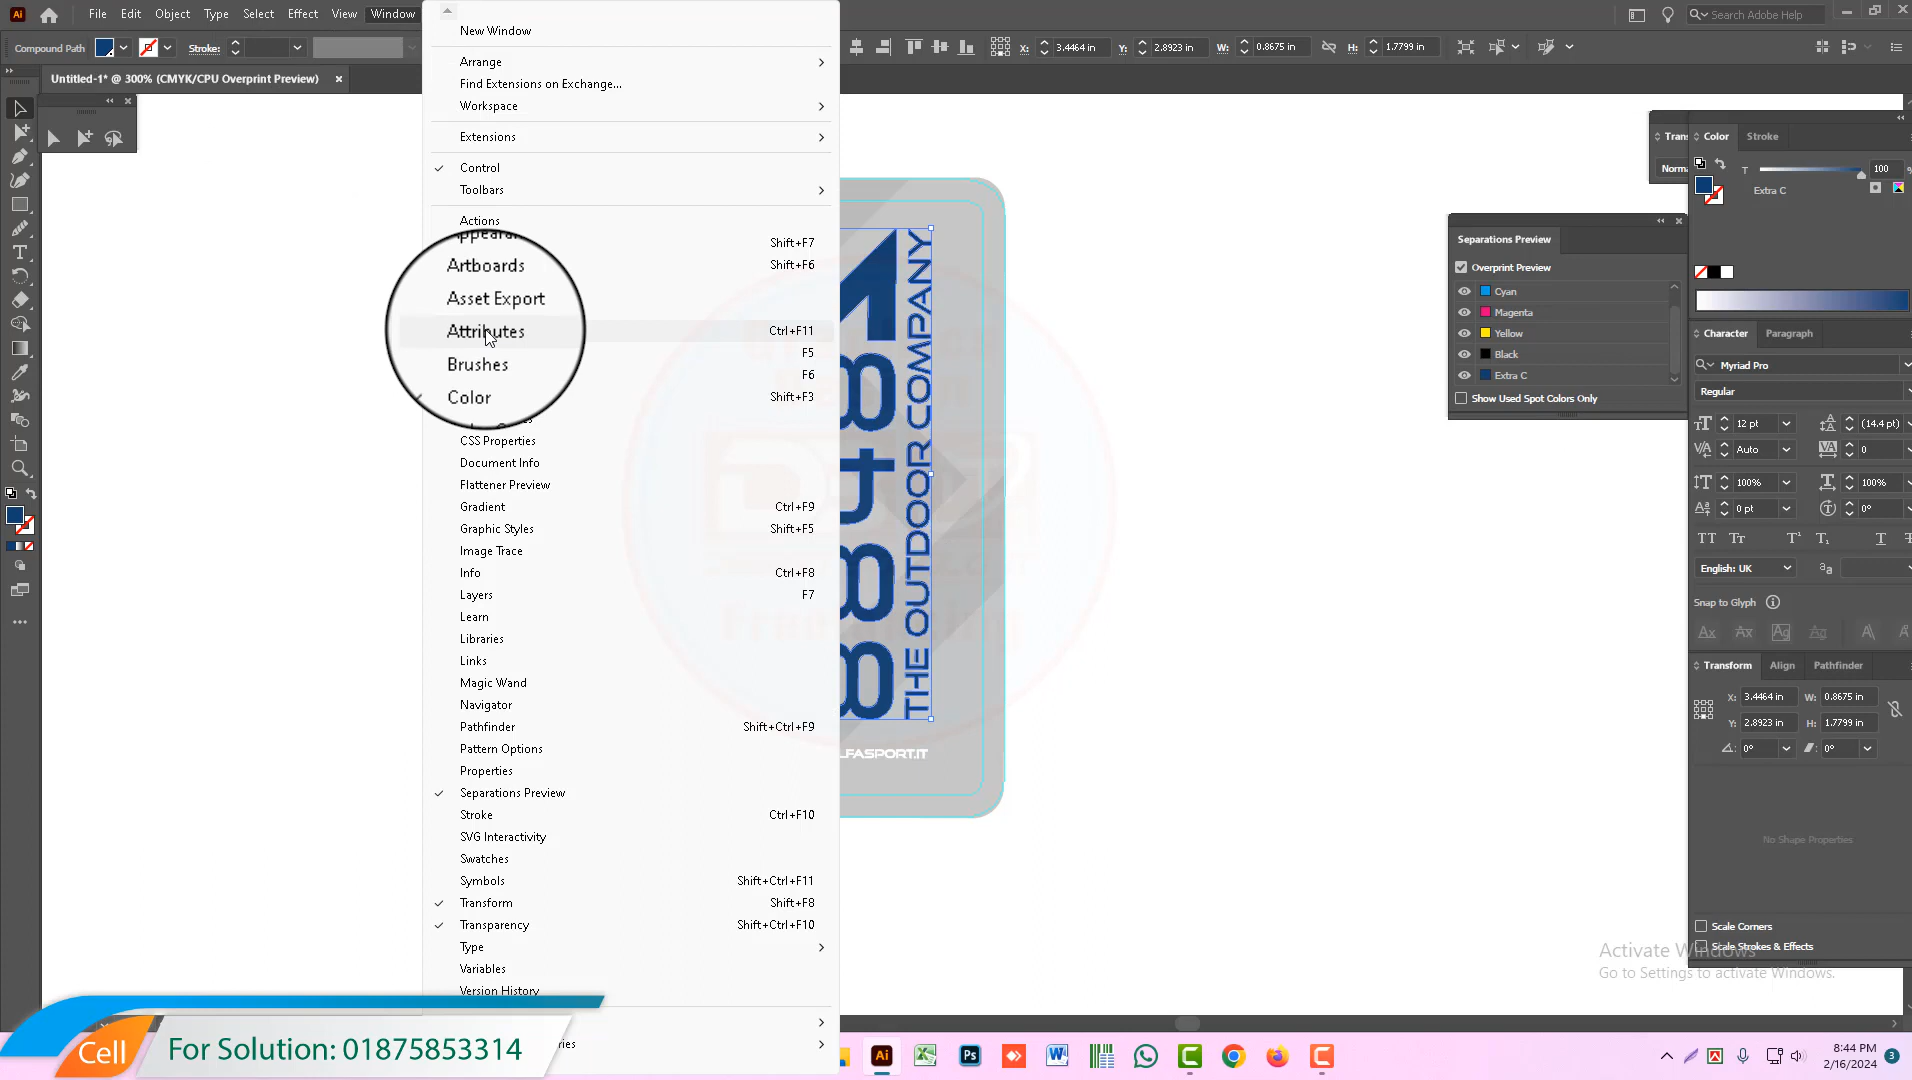 File Edit Object Type Select Effect View Window
Search Adobe Help
Compound Path
Stroke:
X: 3.4464 in Y: 2.8923 in W: 0.8675 in H: 1.7799 in
Untitled-1* @ 300% (CMYK/CPU Overprint Preview)
New Window
Arrange
Find Extensions on Exchange...
Workspace
Extensions
Control
Toolbars
Actions
Shift+F7
Artboards Shift+F6
Asset Export
Attributes Ctrl+F11
Brushes F5
F6
Color Shift+F3
CSS Properties
Document Info
Flattener Preview
Gradient Ctrl+F9
Graphic Styles Shift+F5
Image Trace
Info Ctrl+F8
Layers F7
Learn
Libraries
Links
Magic Wand
Navigator
Pathfinder Shift+Ctrl+F9
Pattern Options
Properties
Separations Preview
Stroke Ctrl+F10
SVG Interactivity
Swatches
Symbols Shift+Ctrl+F11
Transform Shift+F8
Transparency Shift+Ctrl+F10
Type
Variables
Version History
THE OUTDOOR COMPANY
LFASPORT.IT
Separations Preview
Overprint Preview
Cyan
Magenta
Yellow
Black
Extra C
Show Used Spot Colors Only
Trans
Norma
Color Stroke
T 100 %
Extra C
Character Paragraph
Myriad Pro
Regular
12 pt (14.4 pt)
Auto 0
100% 100%
0 pt 0°
English: UK
Snap to Glyph
Transform Align Pathfinder
X: 3.4464 in W: 0.8675 in
Y: 2.8923 in H: 1.7799 in
0° 0°
No Shape Properties
Scale Corners
Scale Strokes & Effects
Activate Windows
Go to Settings to activate Windows.
Cell
For Solution: 01875853314
8:44 PM
2/16/2024
3